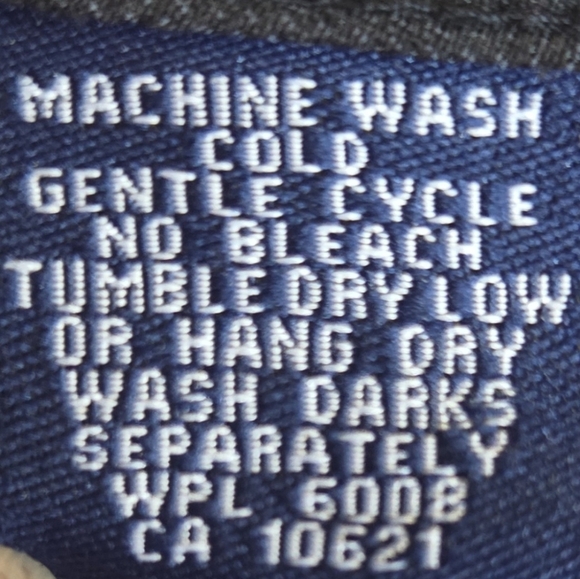 MACHINE WASH
COLD
GENTLE CYCLE
NO BLEACH
TUMBLE DRY LOW
OR HANG DRY
WASH DARKS
SEPARATELY
WPL 6008
CA 10621